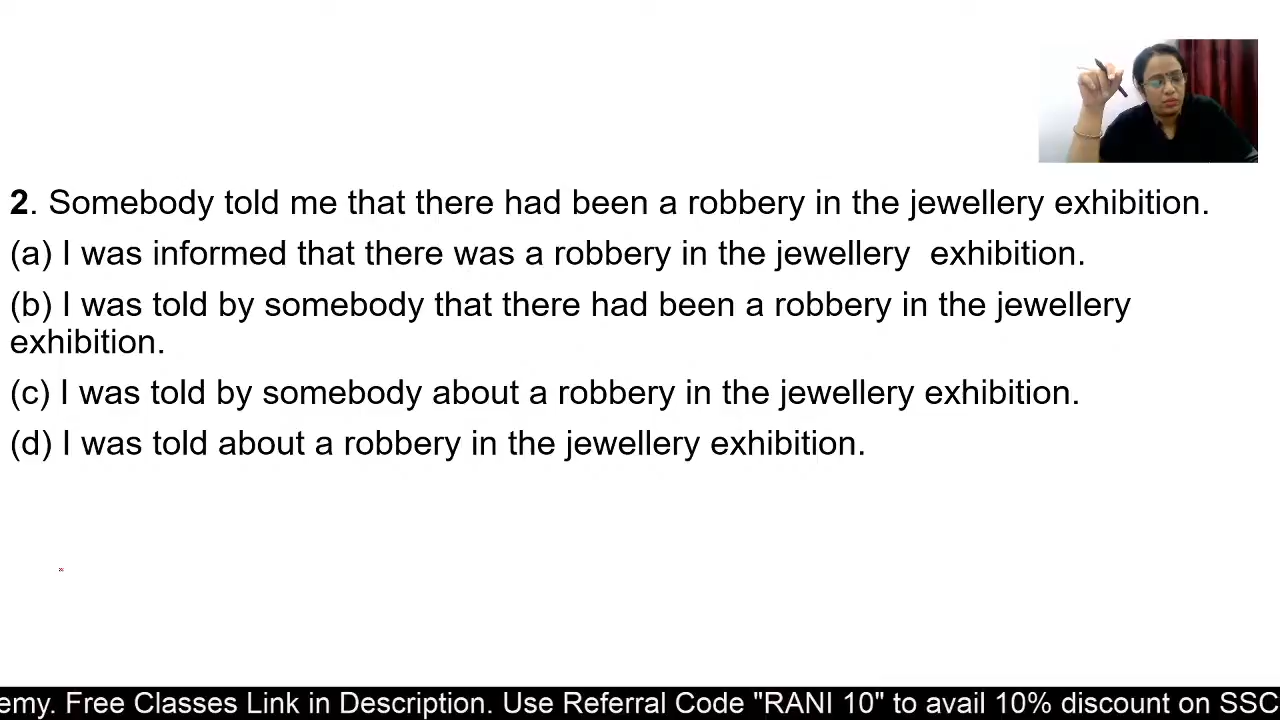 2. Somebody told me that there had been a robbery in the jewellery exhibition.
(a) I was informed that there was a robbery in the jewellery  exhibition.
(b) I was told by somebody that there had been a robbery in the jewellery
exhibition.
(c) I was told by somebody about a robbery in the jewellery exhibition.
(d) I was told about a robbery in the jewellery exhibition.
emy. Free Classes Link in Description. Use Referral Code "RANI 10" to avail 10% discount on SSC